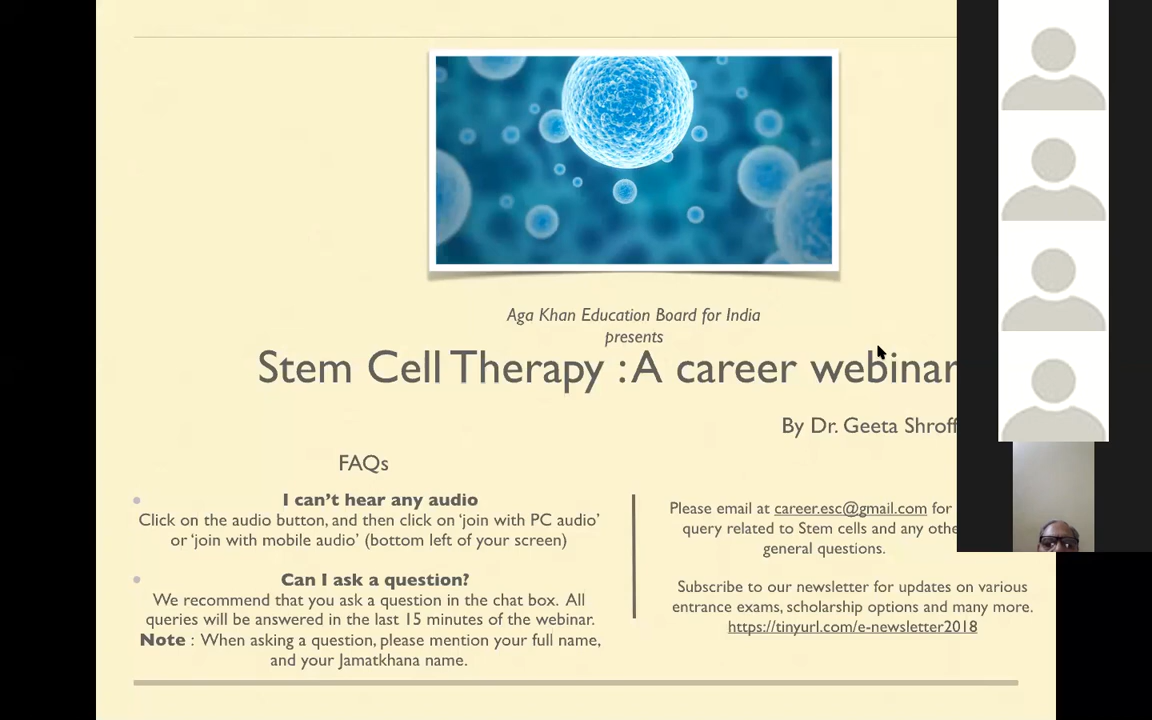 Aga Khan Education Board for India
presents
Stem Cell Therapy : A career webinar
By Dr. Geeta Shroff
FAQs
I can't hear any audio
Click on the audio button, and then click on 'join with PC audio'
or 'join with mobile audio' (bottom left of your screen)
Can I ask a question?
We recommend that you ask a question in the chat box. All
queries will be answered in the last 15 minutes of the webinar.
Note : When asking a question, please mention your full name,
and your Jamatkhana name.
Please email at career.esc@gmail.com for
query related to Stem cells and any othe
general questions.
Subscribe to our newsletter for updates on various
entrance exams, scholarship options and many more.
https://tinyurl.com/e-newsletter2018